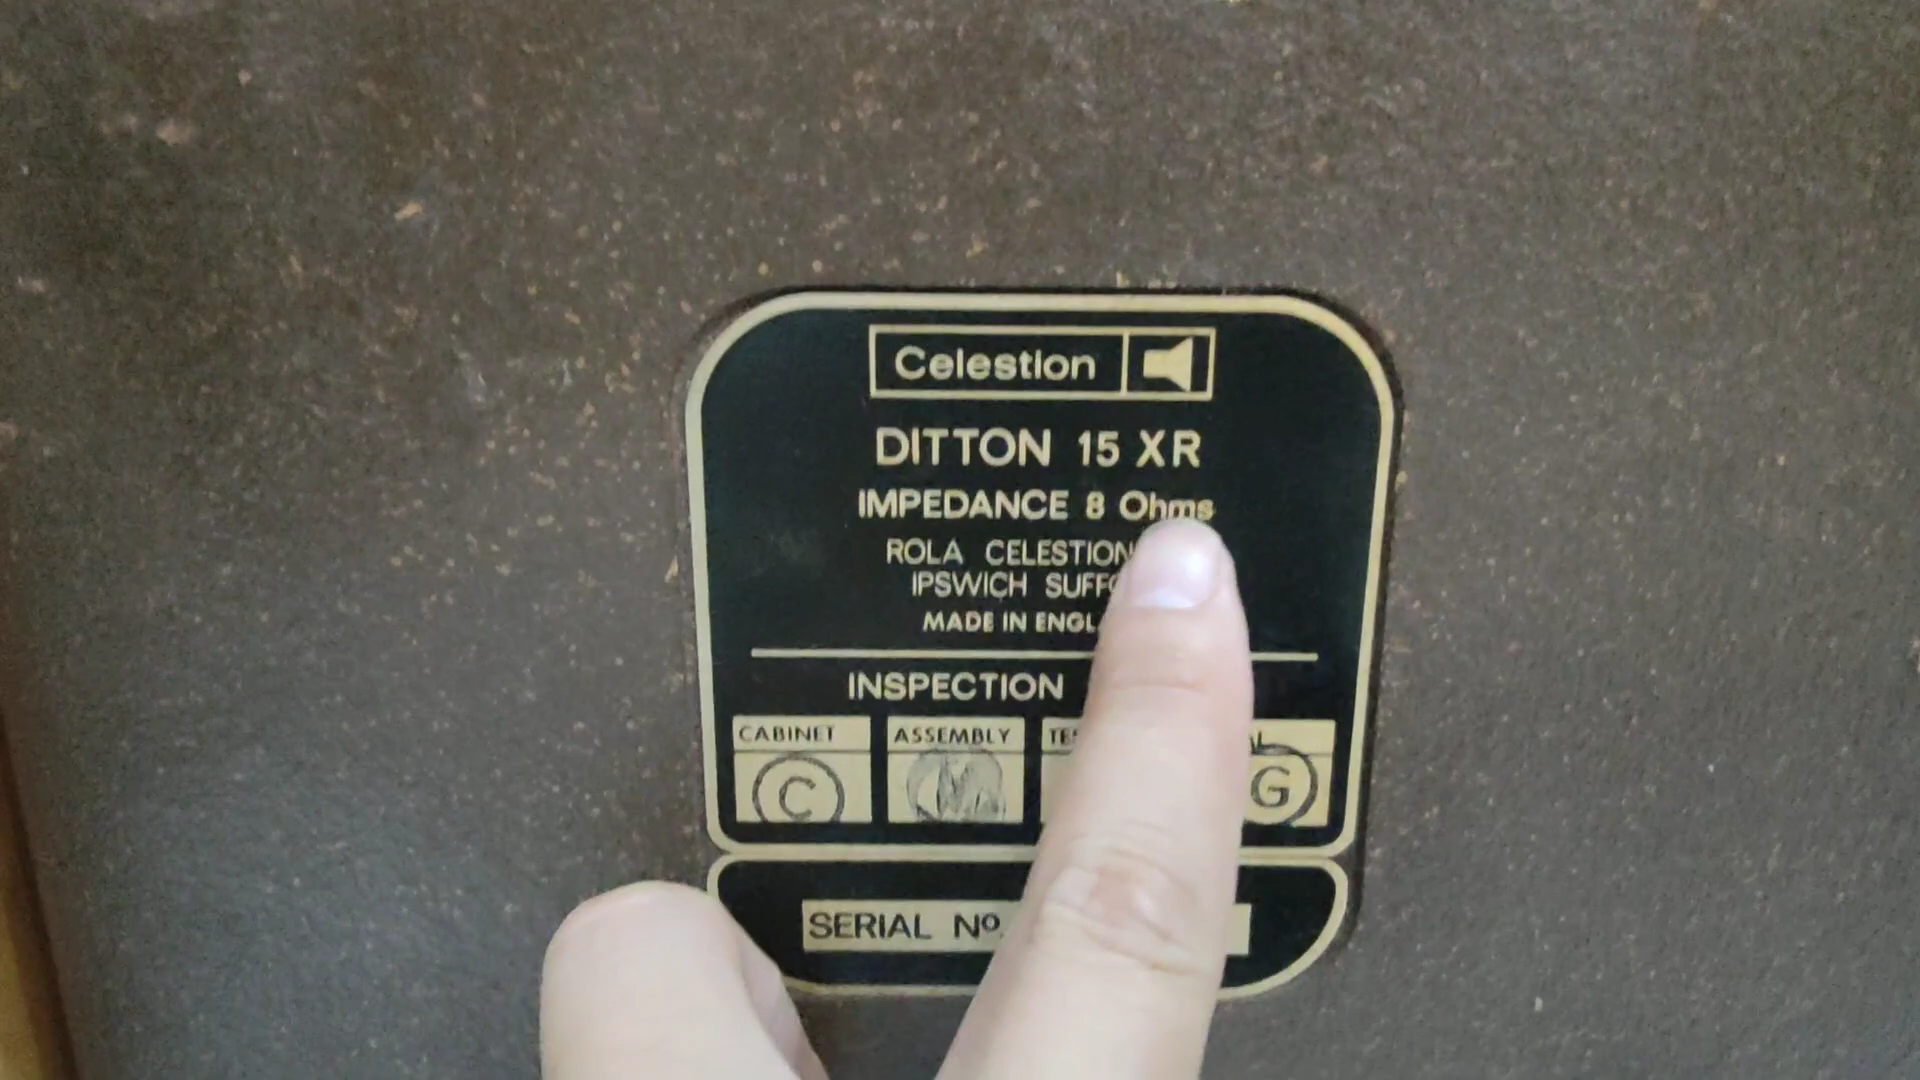 Celestion
DITTON 15 XR
IMPEDANCE 8 Ohms
ROLA CELESTION
IPSWICH
MADE IN
INSPECTION
CABINET ASSEMBLY
C M G
SERIAL Nº.